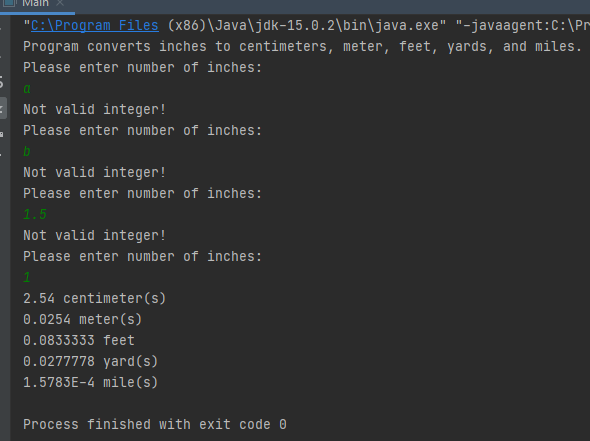 Main
"C:\Program Files (x86)\Java\jdk-15.0.2\bin\java.exe" "-javaagent:C:\Pr
Program converts inches to centimeters, meter, feet, yards, and miles.
Please enter number of inches:
a
Not valid integer!
Please enter number of inches:
b
Not valid integer!
Please enter number of inches:
1.5
Not valid integer!
Please enter number of inches:
1
2.54 centimeter(s)
0.0254 meter(s)
0.0833333 feet
0.0277778 yard(s)
1.5783E-4 mile(s)
Process finished with exit code 0